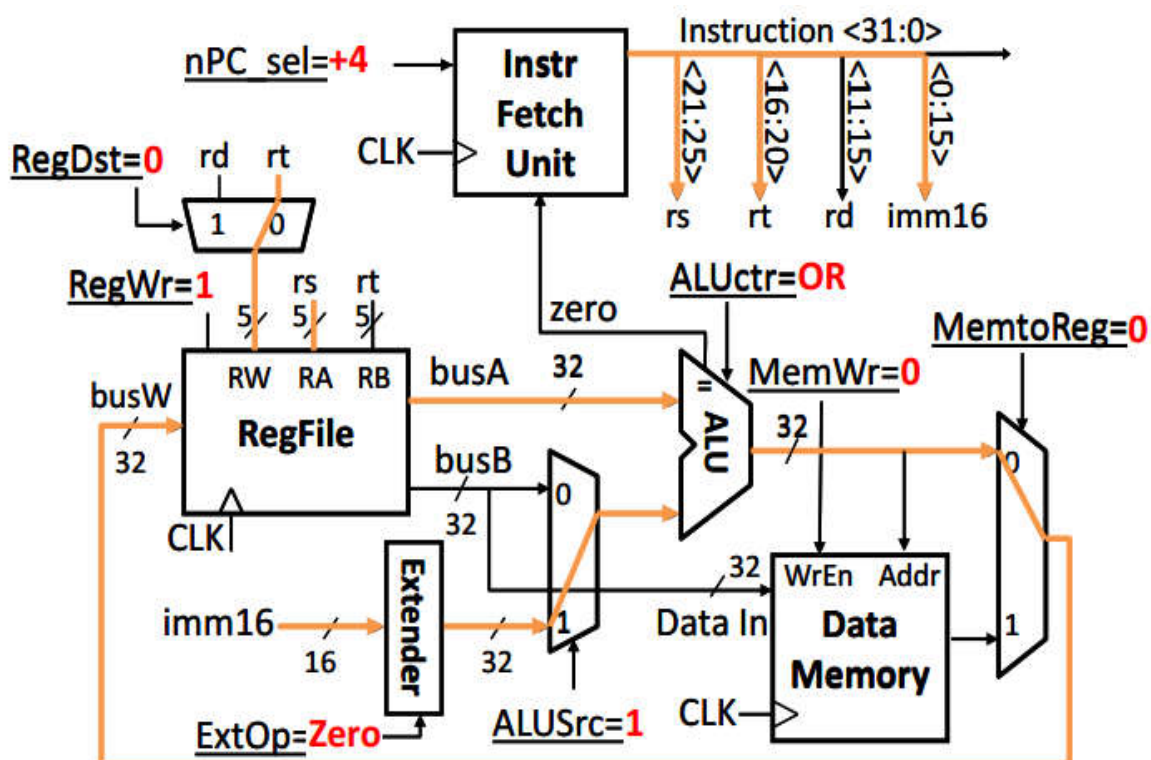 Instruction <31:0>
nPC_sel=+4
Instr
Fetch
Unit
CLK
<21:25>
<16:20>
<11:15>
<0:15>
rs
rt
rd
imm16
RegDst=0
rd
rt
1
0
RegWr=1
rs
rt
5
5
5
zero
ALUctr=OR
MemtoReg=0
RW
RA
RB
busA
32
MemWr=0
busW
32
RegFile
=
ALU
32
busB
32
0
0
CLK
Extender
32
WrEn
Addr
imm16
16
32
1
Data In
Data
Memory
1
CLK
ExtOp=Zero
ALUSrc=1